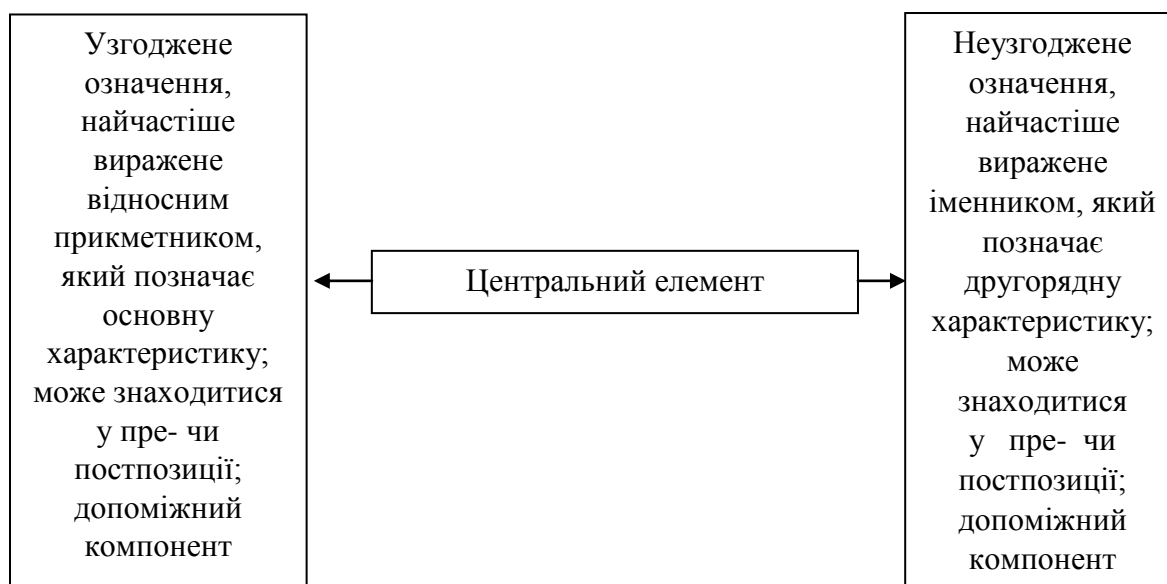 Узгоджене
означення,
найчастіше
виражене
відносним
прикметником,
який позначає
основну
характеристику;
може знаходитися
у пре- чи
постпозиції;
допоміжний
компонент
Центральний елемент
Неузгоджене
означення,
найчастіше
виражене
іменником, який
позначає
другорядну
характеристику;
може
знаходитися
у пре- чи
постпозиції;
допоміжний
компонент